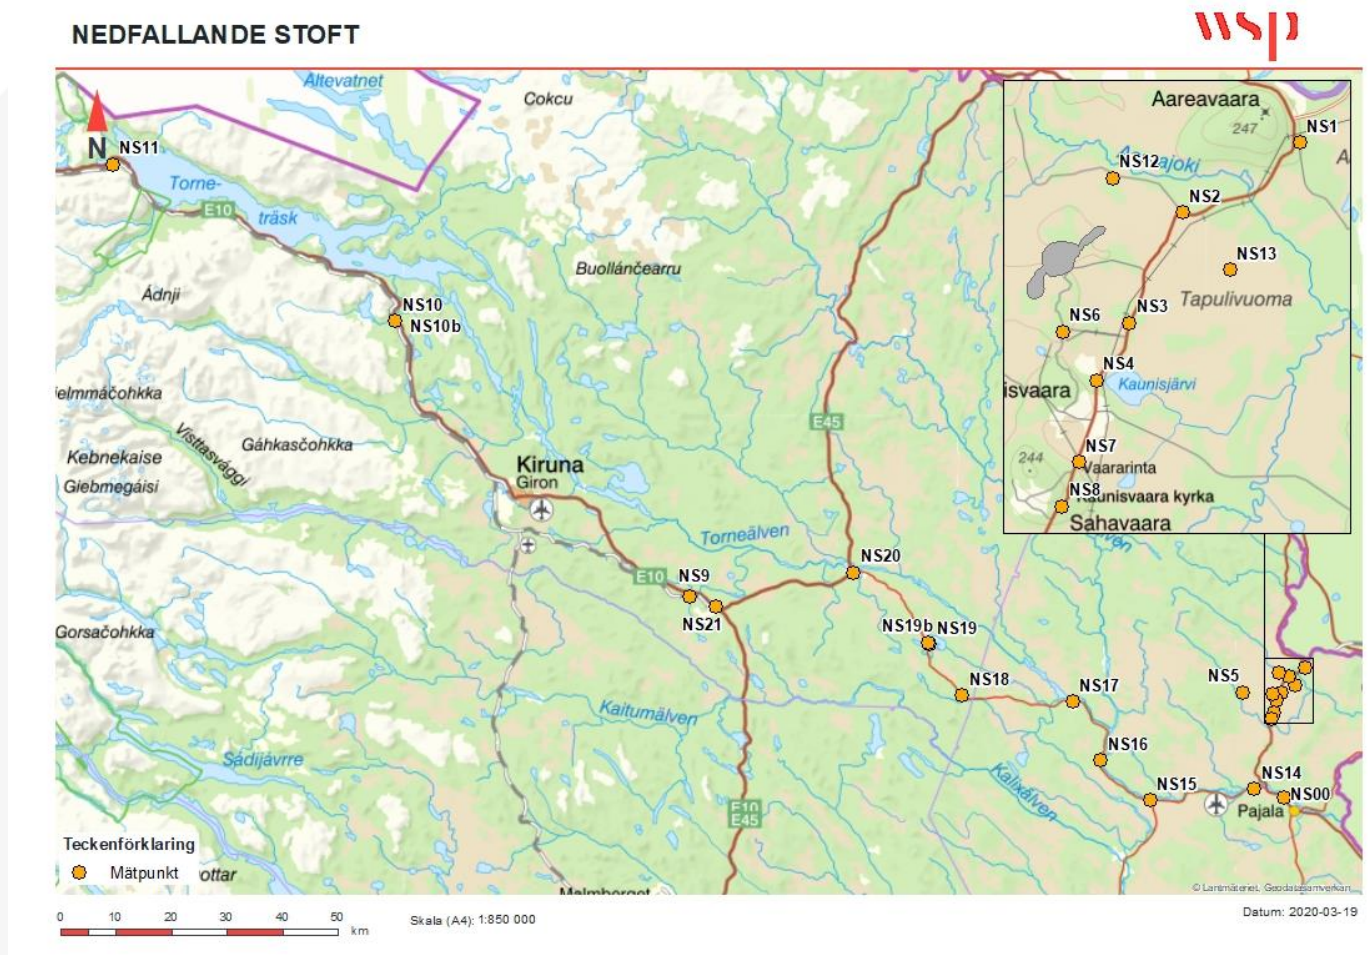 NEDFALLANDE STOFT
wsp
Altevatnet
Cokcu
N
NS11
Torne-
träsk
E10
Ádnji
Buollánčearru
NS10
NS10b
Visttasvággi
Gáhkasčohkka
Kebnekaise
Giebmegáisi
Kiruna
Giron
E45
Torneälven
E10
NS9
NS21
NS20
NS19b
NS19
NS18
NS17
NS16
NS15
NS5
NS14
NS00
Pajala
Gorsačohkka
Kaitumälven
Kalixälven
Sádijávrre
E10
E45
Malmberget
Aareavaara
247
NS1
NS12
NS2
NS13
Tapulivuoma
NS3
NS6
NS4
Kaunisjärvi
isvaara
244
NS7
Vaararinta
NS8
Kaunisvaara kyrka
Sahavaara
Teckenförklaring
Mätpunkt
ottar
© Lantmäteriet, Geodatasamverkan
0 10 20 30 40 50
km
Skala (A4): 1:850 000
Datum: 2020-03-19